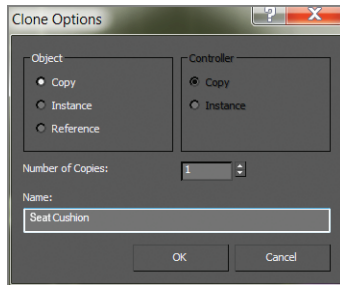 Clone Options
Object
Copy
Instance
Reference
Controller
Copy
Instance
Number of Copies:
1
Name:
Seat Cushion
OK
Cancel